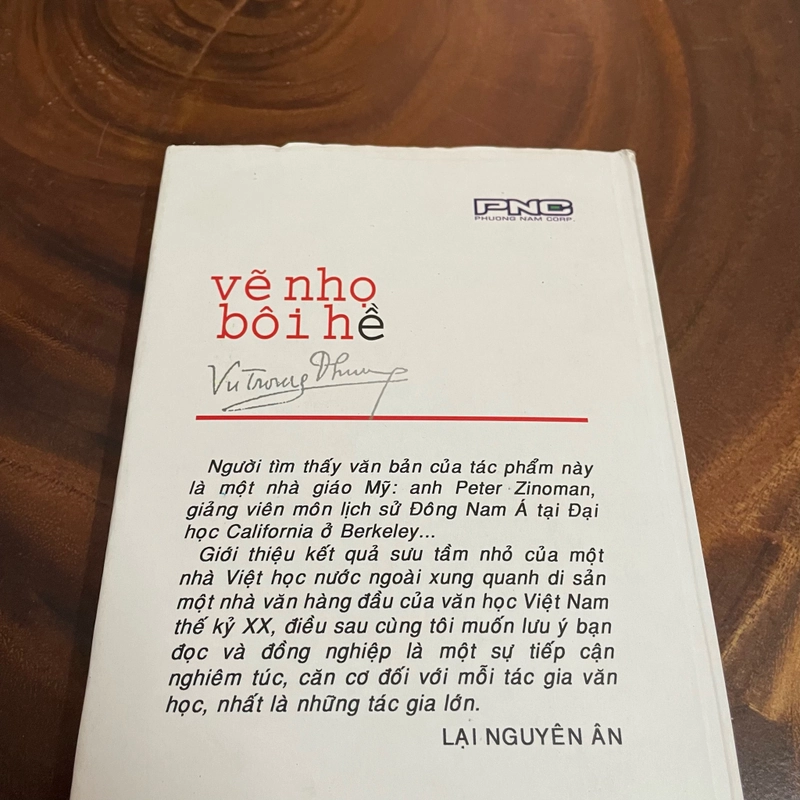 PNC
PHUONG NAM CORP.
vẽ nhọ
bôi hề
Vũ Trọng Phụng
Người tìm thấy văn bản của tác phẩm này
là một nhà giáo Mỹ: anh Peter Zinoman,
giảng viên môn lịch sử Đông Nam Á tại Đại
học California ở Berkeley...
Giới thiệu kết quả sưu tầm nhỏ của một
nhà Việt học nước ngoài xung quanh di sản
một nhà văn hàng đầu của văn học Việt Nam
thế kỷ XX, điều sau cùng tôi muốn lưu ý bạn
đọc và đồng nghiệp là một sự tiếp cận
nghiêm túc, căn cơ đối với mỗi tác gia văn
học, nhất là những tác gia lớn.
LẠI NGUYÊN ÂN